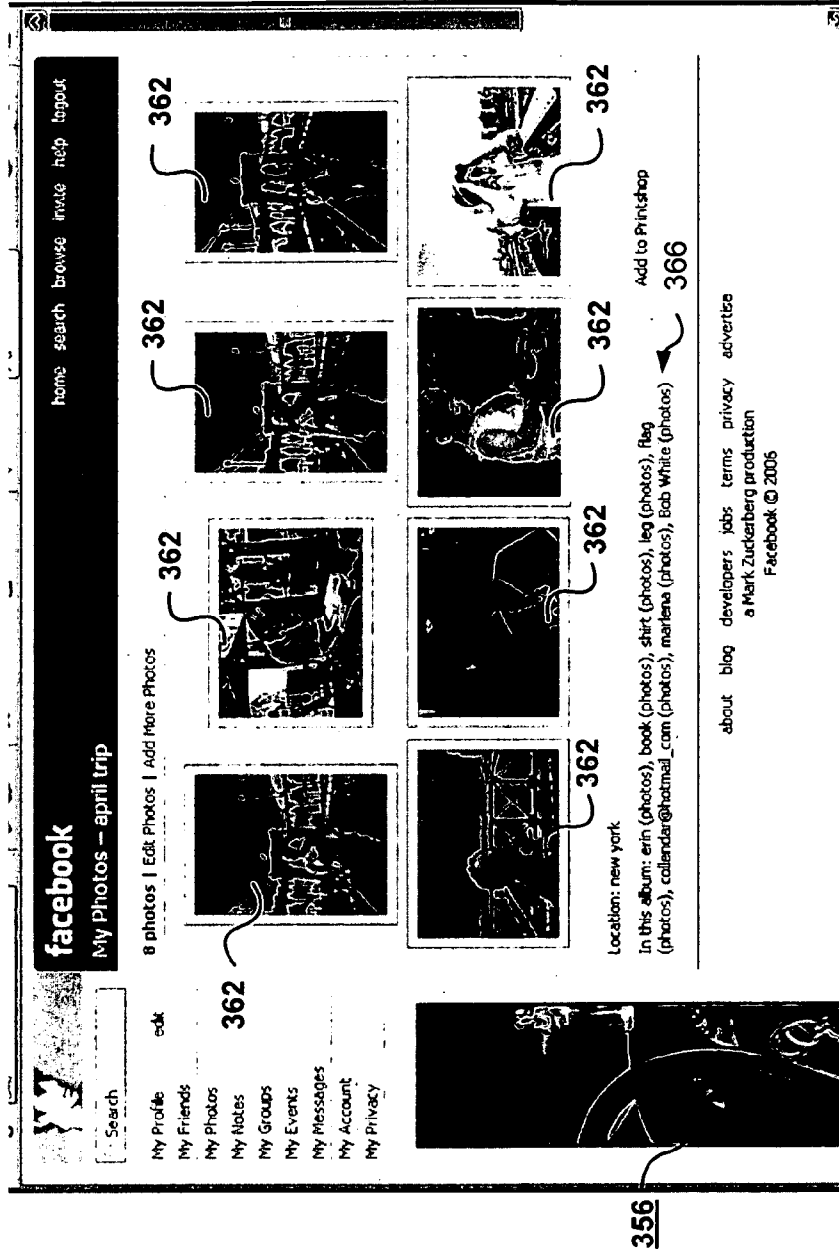 facebook
home search browse invite help logout
My Photos – april trip
Search
My Profile edit
My Friends
My Photos
My Notes
My Groups
My Events
My Messages
My Account
My Privacy
8 photos | Edit Photos | Add More Photos
362
362
362
362
362
362
362
362
Location: new york
In this album: erin (photos), book (photos), shirt (photos), leg (photos), flag
(photos), collendar@hotmail_com (photos), marlena (photos), Bob White (photos)
Add to Printshop
366
about blog developers jobs terms privacy advertise
a Mark Zuckerberg production
Facebook © 2006
356